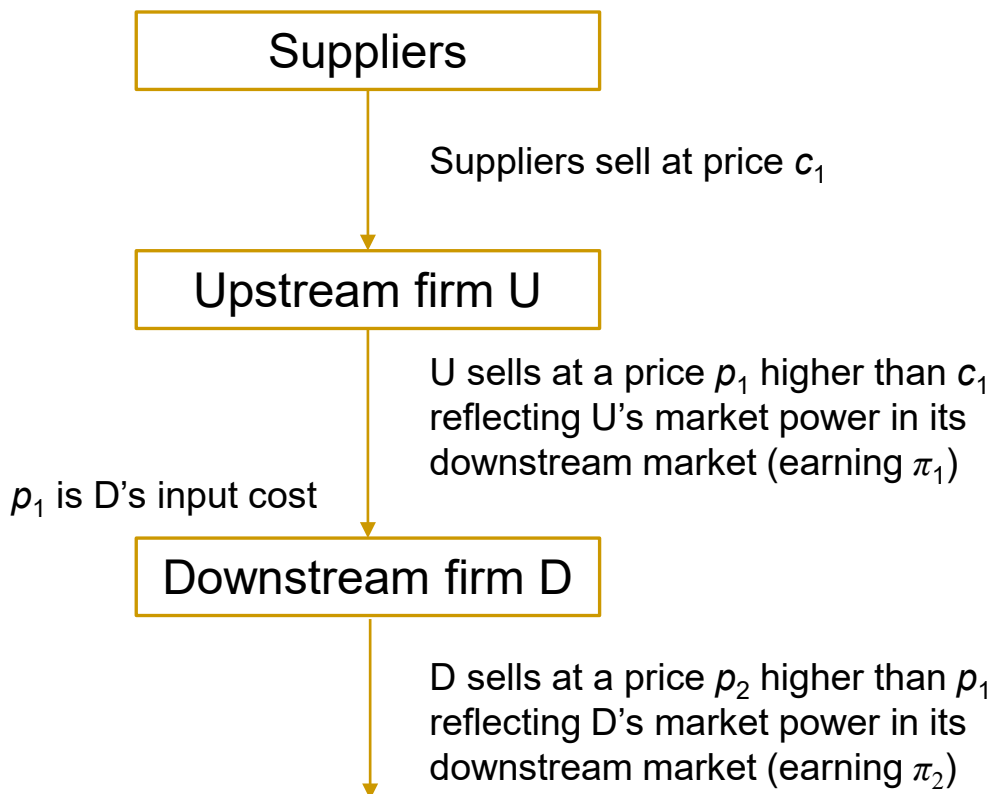 Suppliers
Suppliers sell at price c₁
Upstream firm U
U sells at a price p₁ higher than c₁
reflecting U's market power in its
downstream market (earning π₁)
p₁ is D's input cost
Downstream firm D
D sells at a price p₂ higher than p₁
reflecting D's market power in its
downstream market (earning π₂)